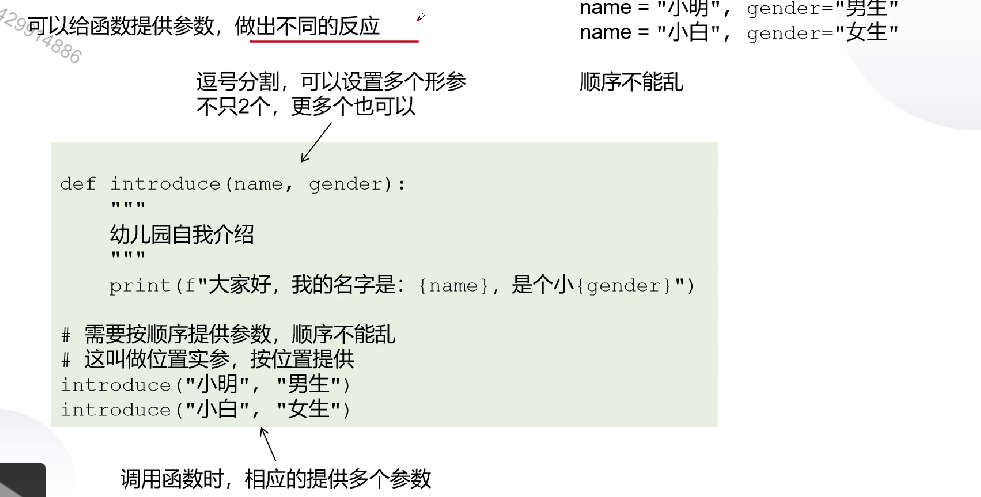 可以给函数提供参数，做出不同的反应
429914886
name = "小明", gender="男生"
name = "小白", gender="女生"
逗号分割，可以设置多个形参
不只2个，更多个也可以
顺序不能乱
def introduce(name, gender):
    """
    幼儿园自我介绍
    """
    print(f"大家好，我的名字是：{name}，是个小{gender}")
# 需要按顺序提供参数，顺序不能乱
# 这叫做位置实参，按位置提供
introduce("小明", "男生")
introduce("小白", "女生")
调用函数时，相应的提供多个参数